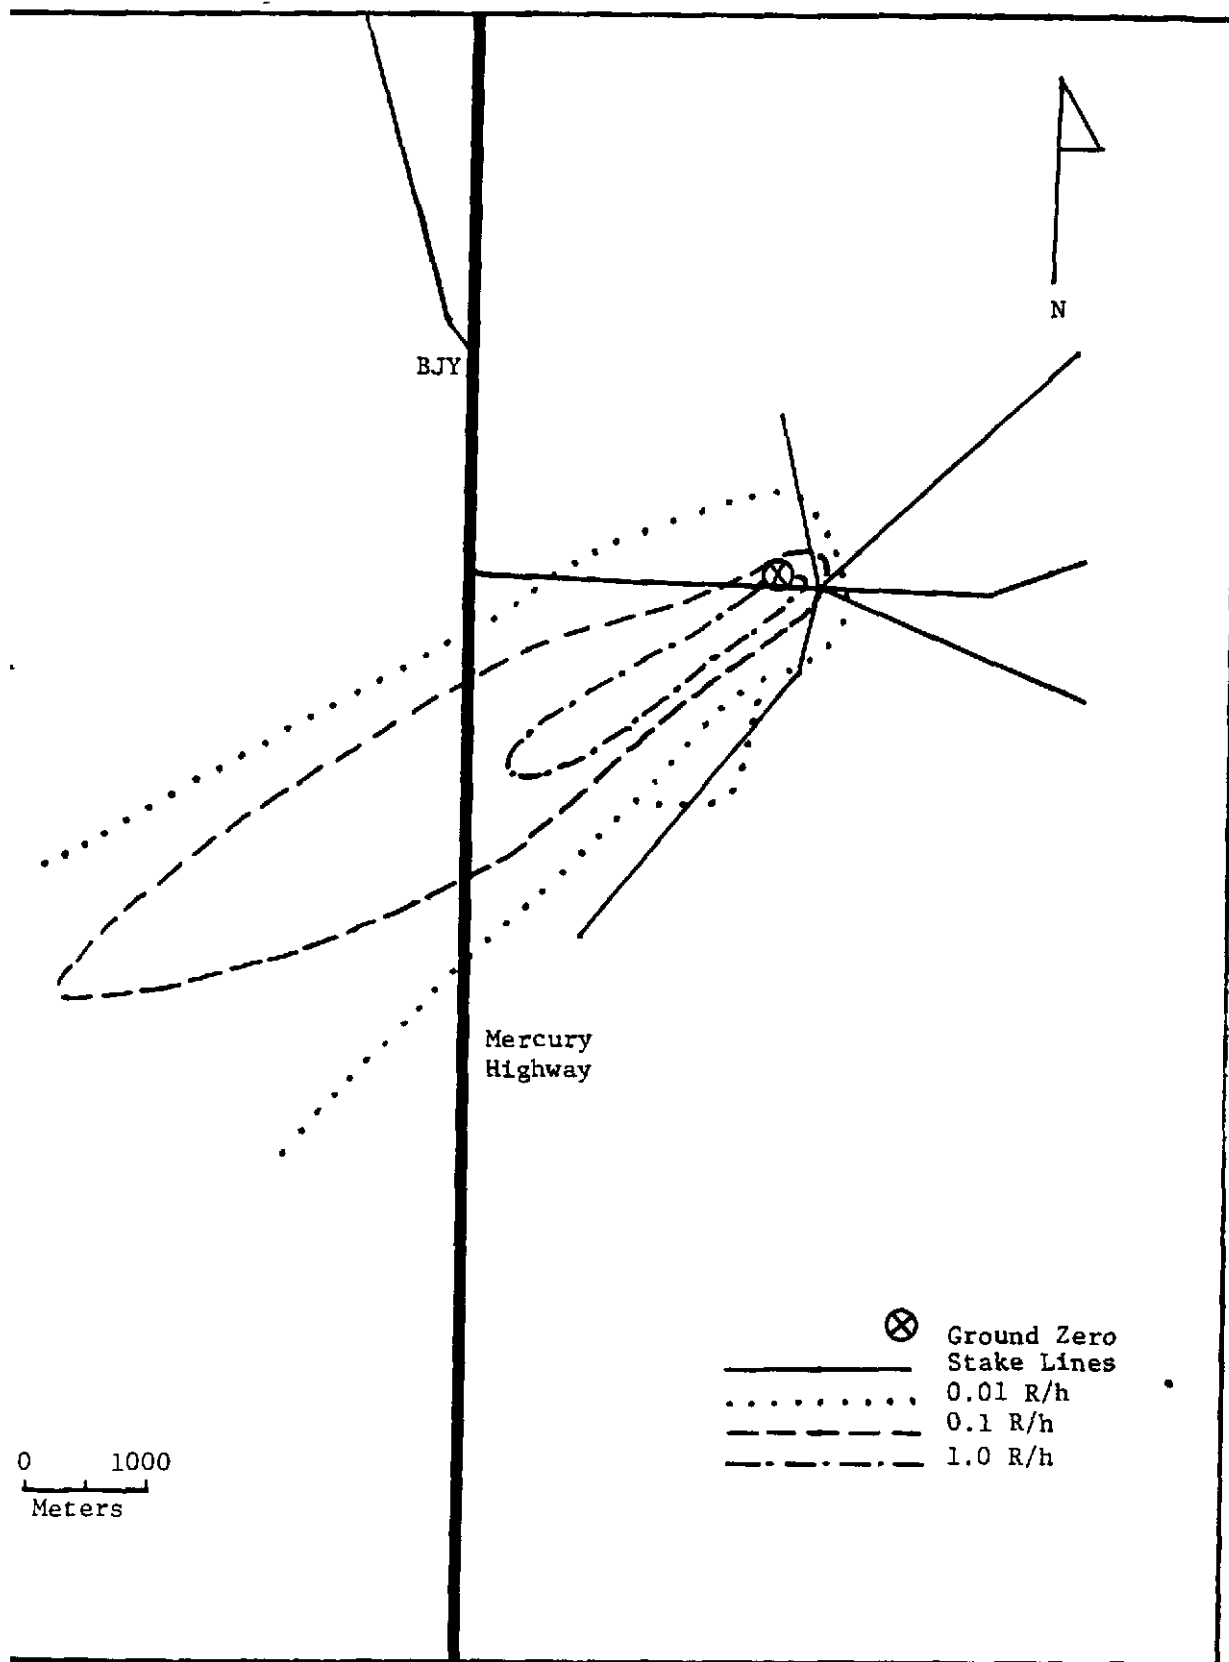 N
BJY
Mercury
Highway
Ground Zero
Stake Lines
0.01 R/h
0.1 R/h
1.0 R/h
0 1000
Meters